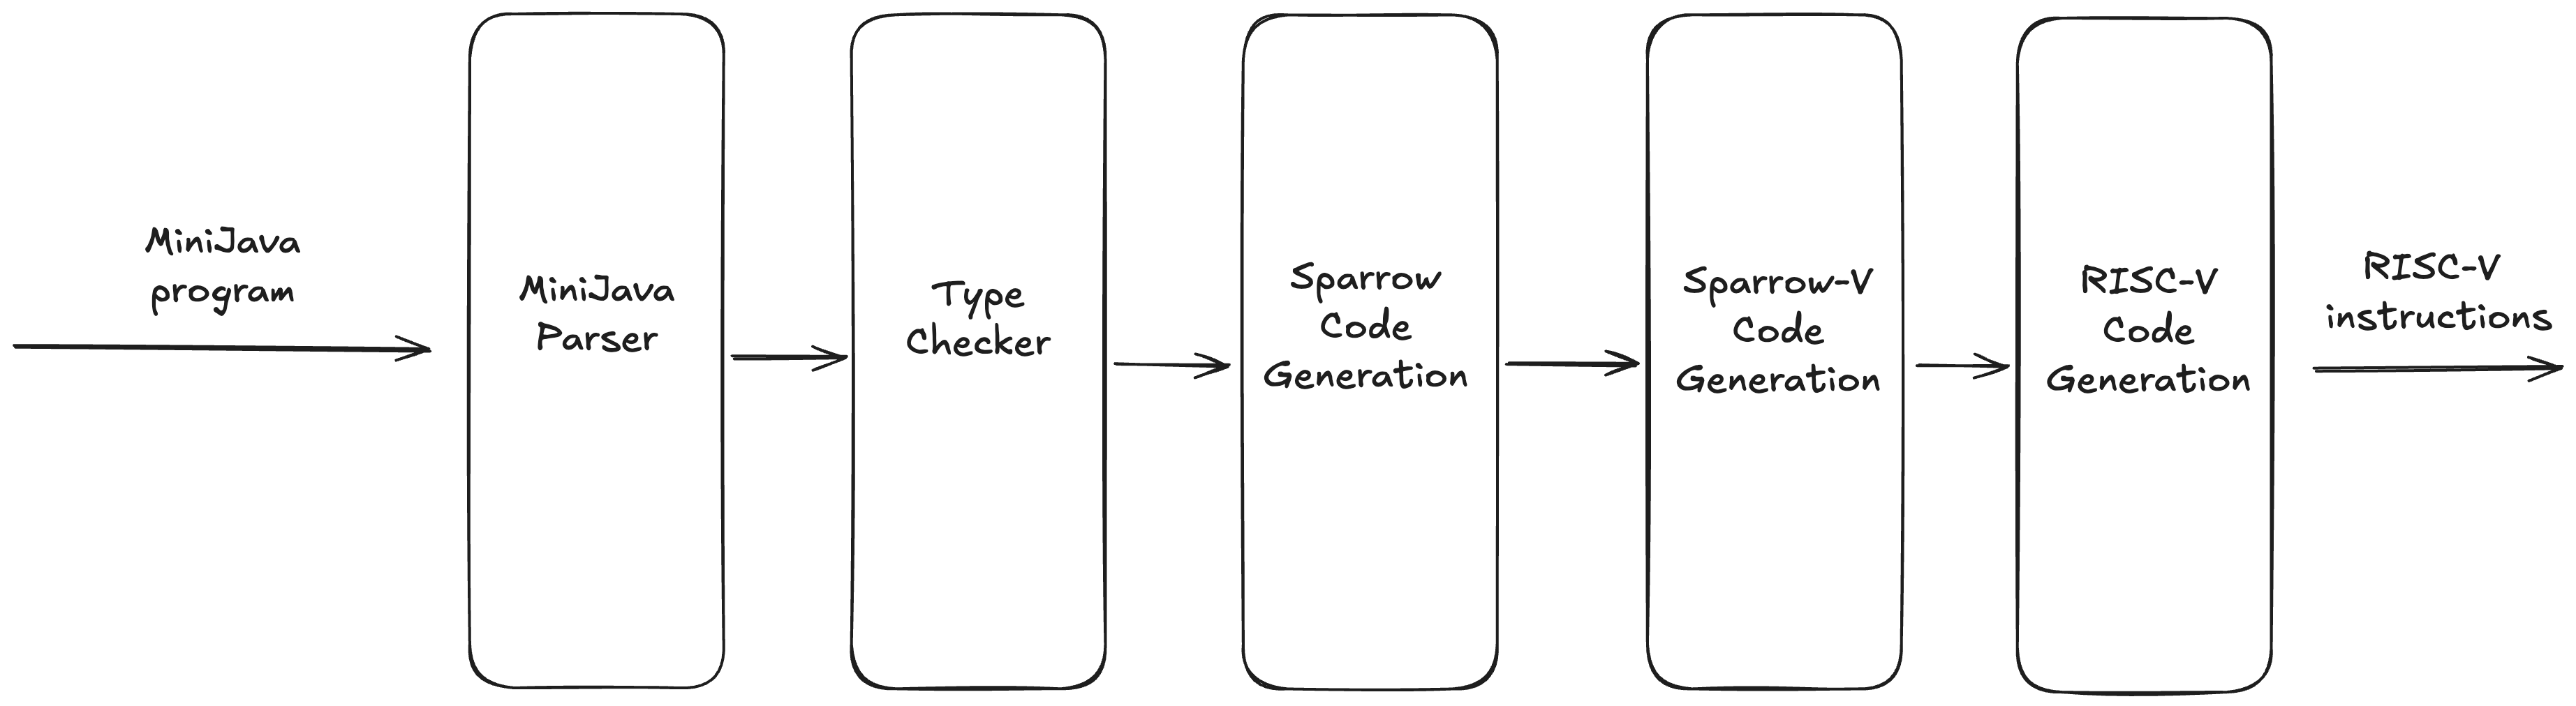 MiniJava
program
MiniJava
Parser
Type
Checker
Sparrow
Code
Generation
Sparrow-V
Code
Generation
RISC-V
Code
Generation
RISC-V
instructions